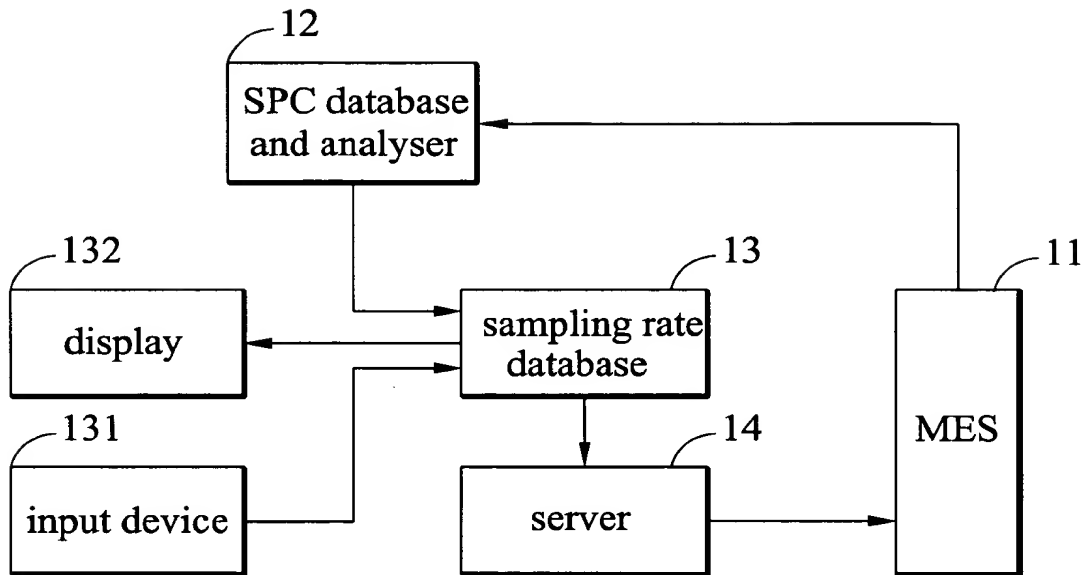 12
SPC database
and analyser
132
display
13
sampling rate
database
11
MES
131
input device
14
server